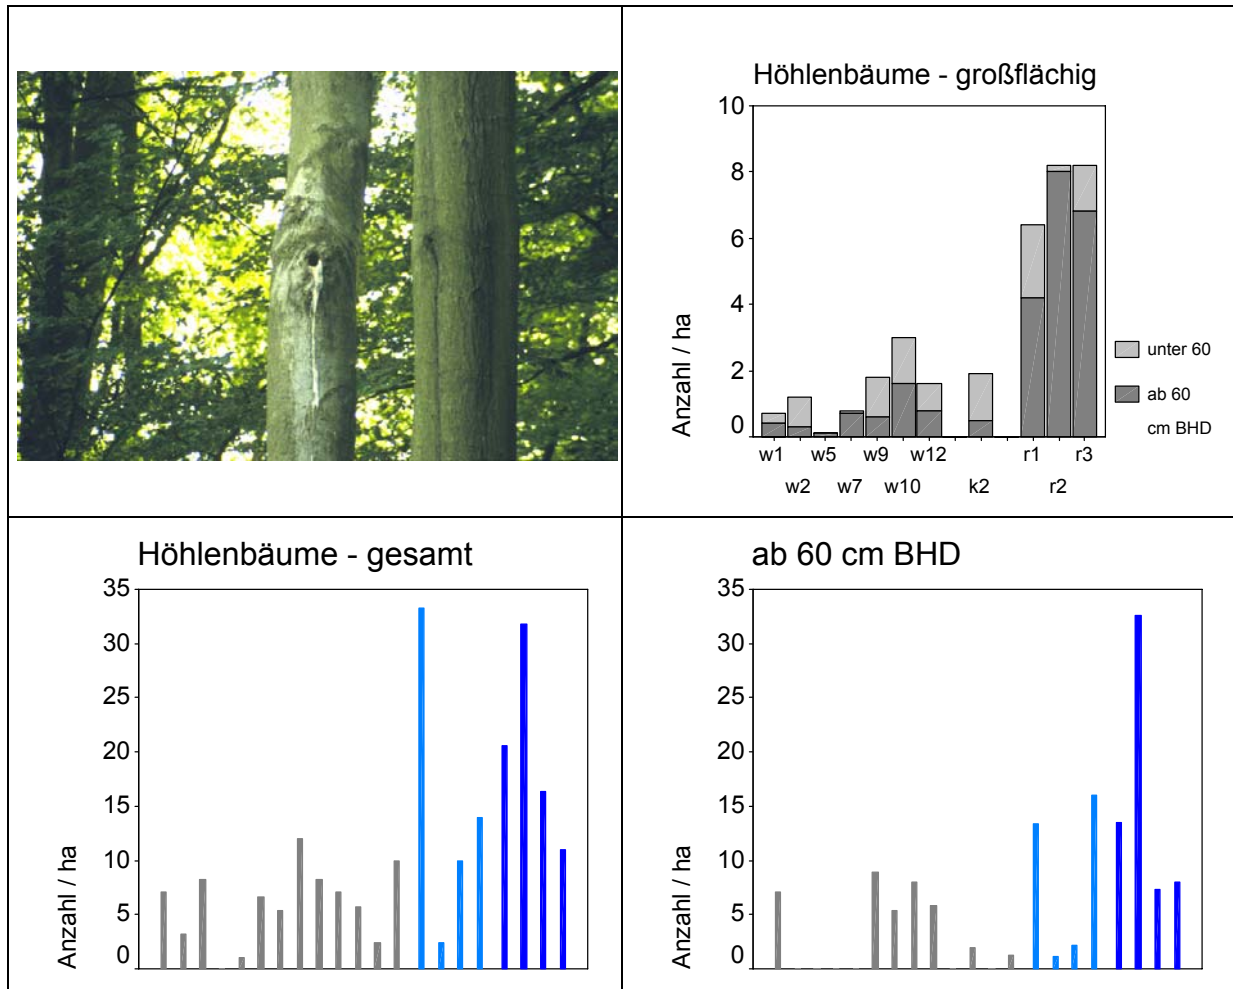 Höhlenbäume - großflächig
10
8
6
4
2
0
Anzahl / ha
unter 60
ab 60
cm BHD
w1 w5 w9 w12 r1 r3
w2 w7 w10 k2 r2
Höhlenbäume - gesamt
35
30
25
20
15
10
5
0
Anzahl / ha
ab 60 cm BHD
35
30
25
20
15
10
5
0
Anzahl / ha